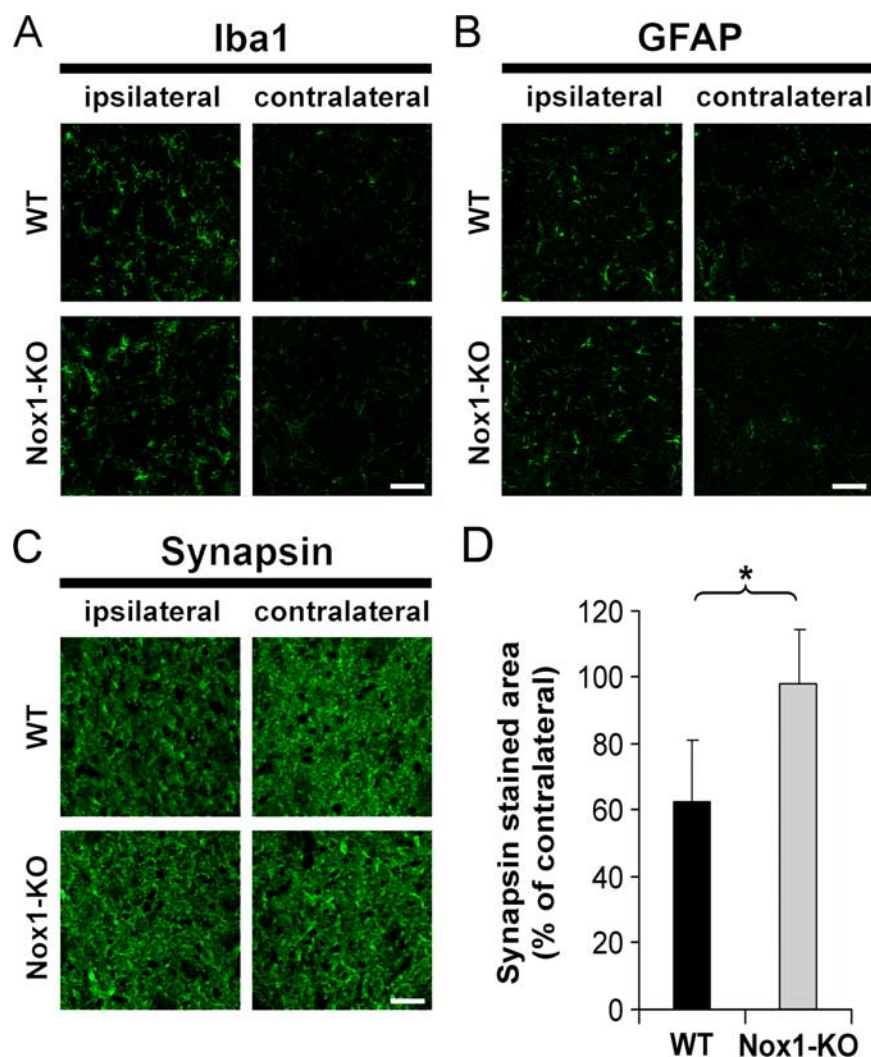 A
Iba1
ipsilateral contralateral
WT
Nox1-KO
B
GFAP
ipsilateral contralateral
WT
Nox1-KO
C
Synapsin
ipsilateral contralateral
WT
Nox1-KO
D
*
Synapsin stained area
(% of contralateral)
120
100
80
60
40
20
0
WT Nox1-KO